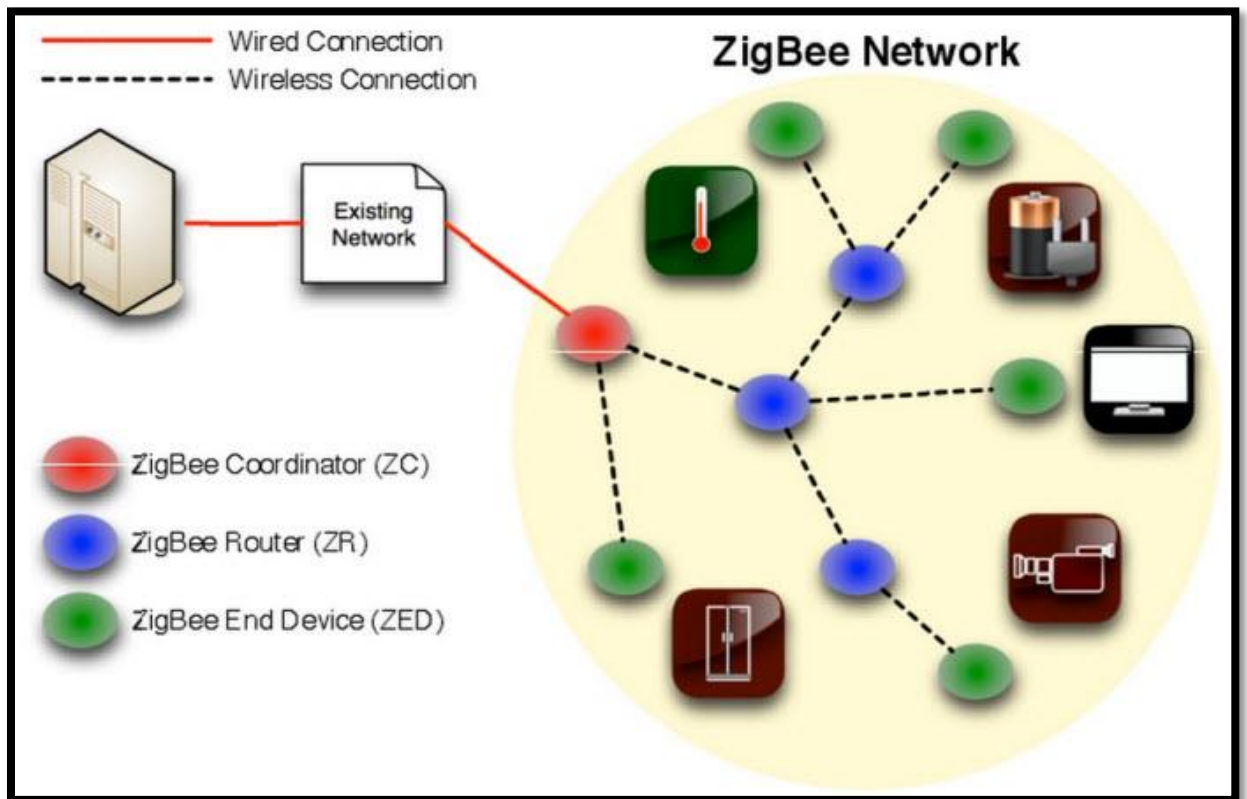 Wired Connection
Wireless Connection
ZigBee Network
Existing
Network
ZigBee Coordinator (ZC)
ZigBee Router (ZR)
ZigBee End Device (ZED)